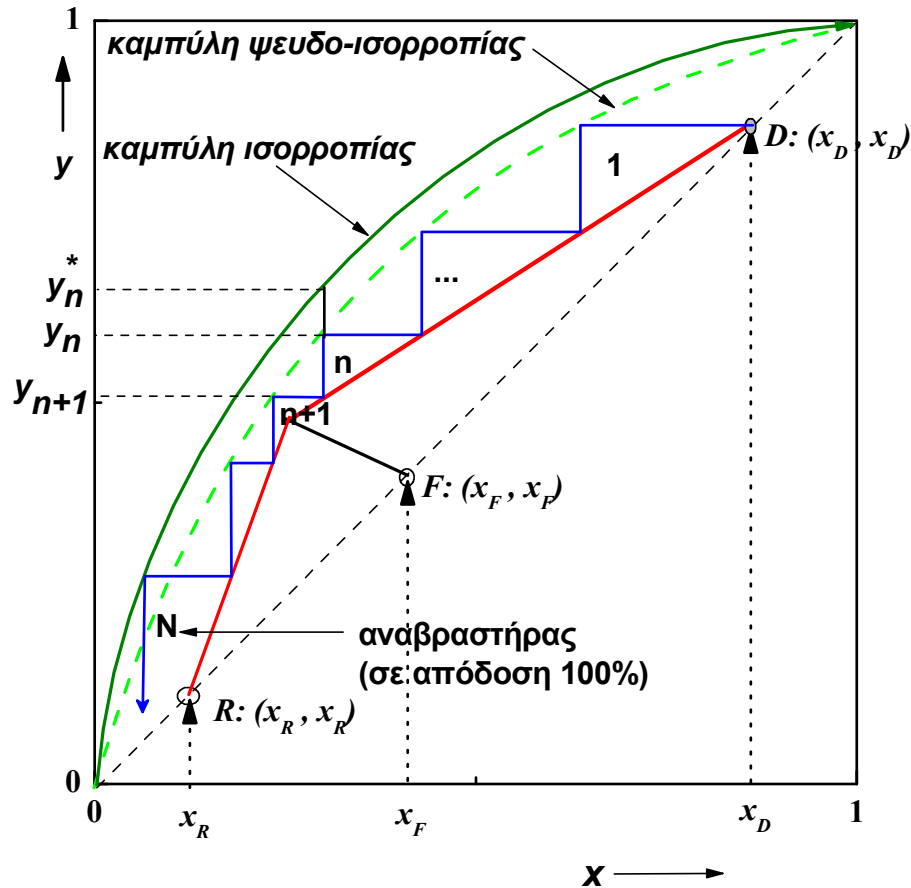 1
καμπύλη ψευδο-ισορροπίας
y
καμπύλη ισορροπίας
1
D: (x_D , x_D)
...
y_n^*
y_n
n
y_{n+1}
n+1
F: (x_F , x_F)
N
αναβραστήρας
(σε απόδοση 100%)
R: (x_R , x_R)
0
0
x_R
x_F
x_D
1
x